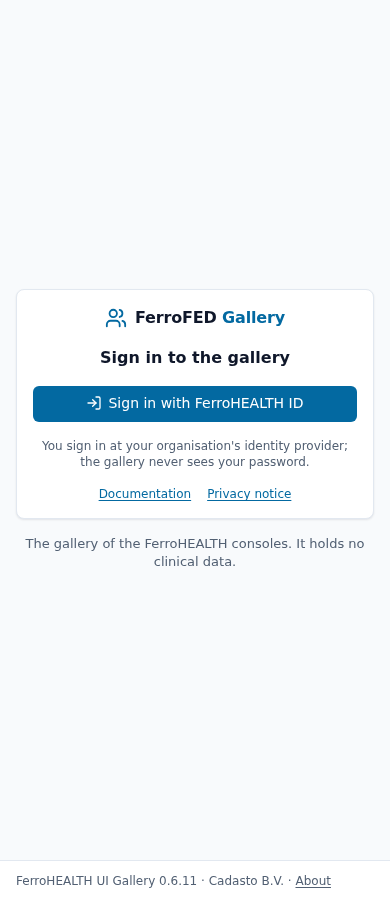 FerroFED Gallery
Sign in to the gallery
Sign in with FerroHEALTH ID
You sign in at your organisation's identity provider;
the gallery never sees your password.
Documentation Privacy notice
The gallery of the FerroHEALTH consoles. It holds no
clinical data.
FerroHEALTH UI Gallery 0.6.11 · Cadasto B.V. · About